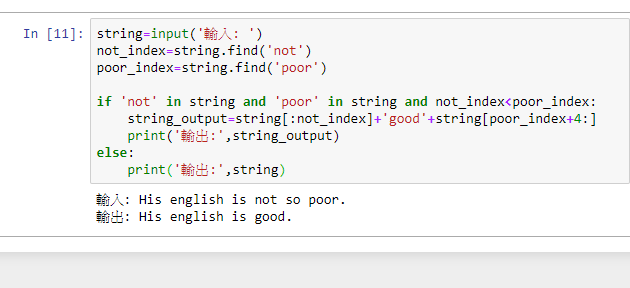 In [11]: string=input('輸入: ')
not_index=string.find('not')
poor_index=string.find('poor')
if 'not' in string and 'poor' in string and not_index<poor_index:
    string_output=string[:not_index]+'good'+string[poor_index+4:]
    print('輸出:',string_output)
else:
    print('輸出:',string)
輸入: His english is not so poor.
輸出: His english is good.